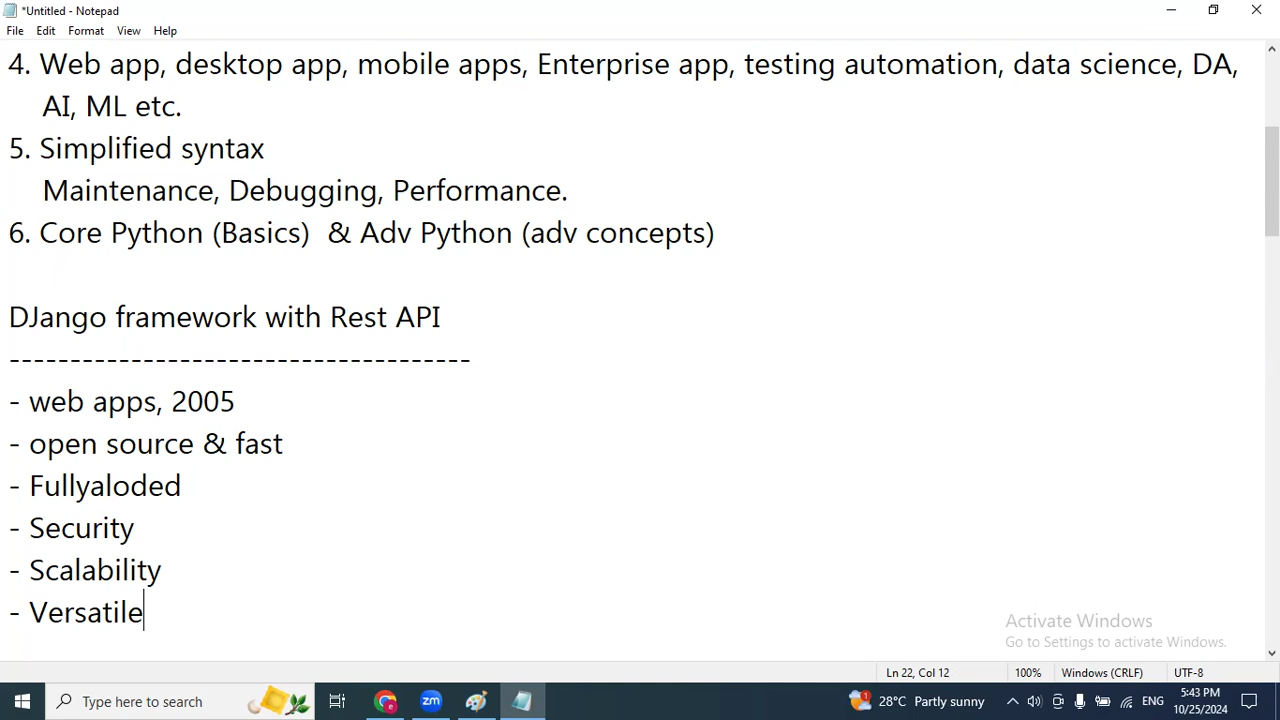 *Untitled - Notepad
File Edit Format View Help
4. Web app, desktop app, mobile apps, Enterprise app, testing automation, data science, DA,
AI, ML etc.
5. Simplified syntax
Maintenance, Debugging, Performance.
6. Core Python (Basics)  & Adv Python (adv concepts)
DJango framework with Rest API
--------------------------------------
- web apps, 2005
- open source & fast
- Fullyaloded
- Security
- Scalability
- Versatile
Activate Windows
Go to Settings to activate Windows.
Ln 22, Col 12 100% Windows (CRLF) UTF-8
Type here to search 1 28°C Partly sunny ENG 5:43 PM
10/25/2024